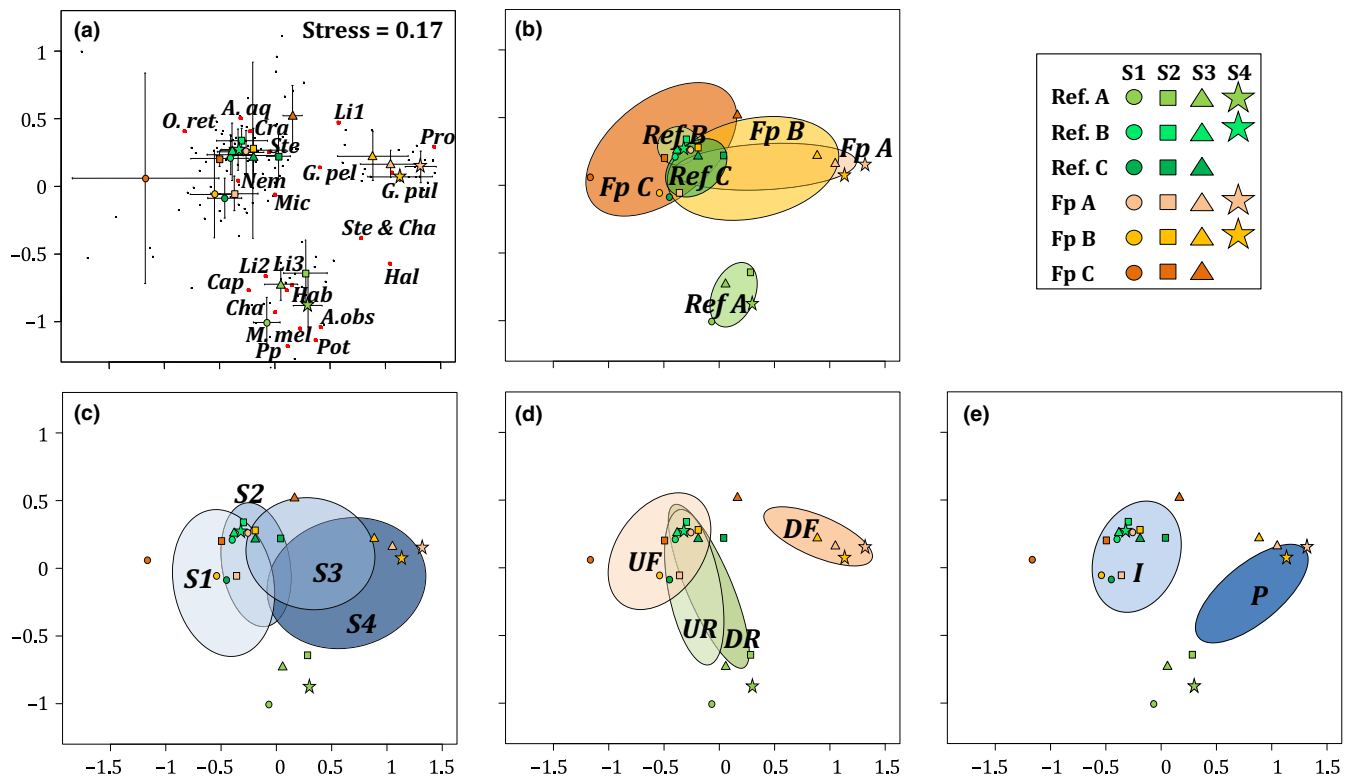 (a)
Stress = 0.17
1
0.5
0
−0.5
−1
O. ret
A. aq
Cra
Ste
Li1
Pro
Nem
G. pel
G. pul
Mic
Ste & Cha
Hal
Li2
Li3
Cap
Hab
Cha
A.obs
M. mel
Pp
Pot
(b)
Ref B
Fp B
Fp A
Ref C
Fp C
Ref A
S1 S2 S3 S4
Ref. A
Ref. B
Ref. C
Fp A
Fp B
Fp C
(c)
1
0.5
0
−0.5
−1
S2
S1
S3
S4
−1.5 −1 −0.5 0 0.5 1 1.5
(d)
DF
UF
UR
DR
−1.5 −1 −0.5 0 0.5 1 1.5
(e)
I
P
−1.5 −1 −0.5 0 0.5 1 1.5